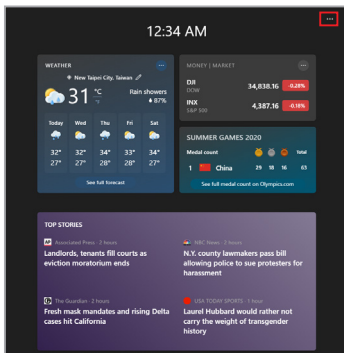 12:34 AM
WEATHER
New Taipei City, Taiwan
31 °C
°F
Rain showers
87%
Today Wed Thu Fri Sat
32° 32° 34° 33° 34°
27° 27° 28° 28° 27°
See full forecast
MONEY | MARKET
DJI
DOW
34,838.16 -0.28%
INX
S&P 500
4,387.16 -0.18%
SUMMER GAMES 2020
Medal count Total
1 China 29 18 16 63
See full medal count on Olympics.com
TOP STORIES
AP Associated Press · 2 hours
Landlords, tenants fill courts as
eviction moratorium ends
NBC News · 2 hours
N.Y. county lawmakers pass bill
allowing police to sue protesters for
harassment
The Guardian · 2 hours
Fresh mask mandates and rising Delta
cases hit California
USA TODAY SPORTS · 1 hour
Laurel Hubbard would rather not
carry the weight of transgender
history